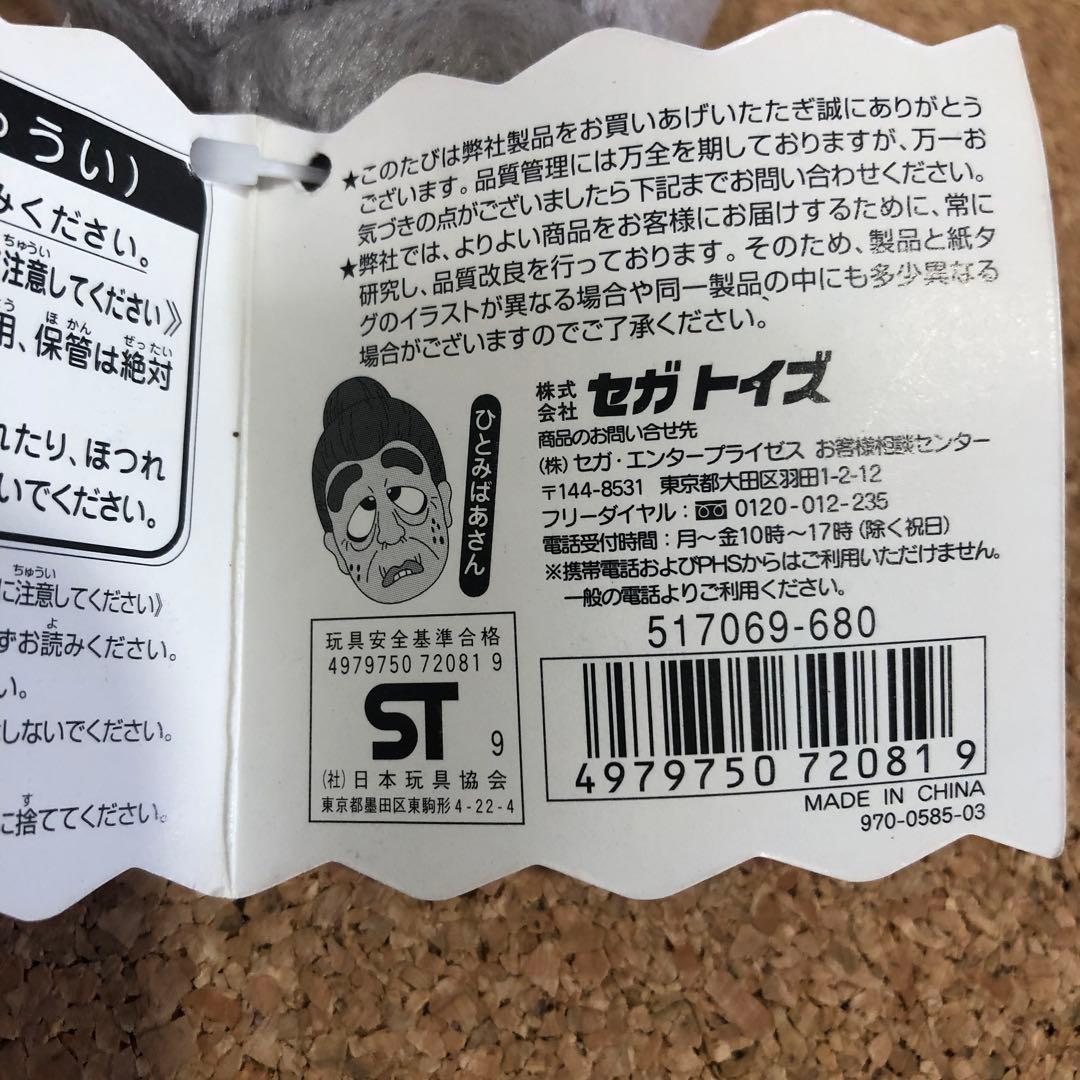 ゅうい)
みください。
ちゅうい
に注意してください》
ほかん ぜったい
用、保管は絶対
れたり、ほつれ
いでください。
ちゅうい
に注意してください》
よ
ずお読みください。
い。
しないでください。
す
に捨ててください。
★このたびは弊社製品をお買いあげいたたぎ誠にありがとう
ございます。品質管理には万全を期しておりますが、万一お
気づきの点がございましたら下記までお問い合わせください。
★弊社では、よりよい商品をお客様にお届けするために、常に
研究し、品質改良を行っております。そのため、製品と紙タ
グのイラストが異なる場合や同一製品の中にも多少異なる
場合がございますのでご了承ください。
ひとみばあさん
株式会社 セガトイズ
商品のお問い合せ先
(株)セガ・エンタープライゼス お客様相談センター
〒144-8531 東京都大田区羽田1-2-12
フリーダイヤル: 0120-012-235
電話受付時間:月〜金10時〜17時(除く祝日)
※携帯電話およびPHSからはご利用いただけません。
一般の電話よりご利用ください。
玩具安全基準合格
4979750 72081 9
ST 9
(社)日本玩具協会
東京都墨田区東駒形4-22-4
517069-680
4979750 720819
MADE IN CHINA
970-0585-03